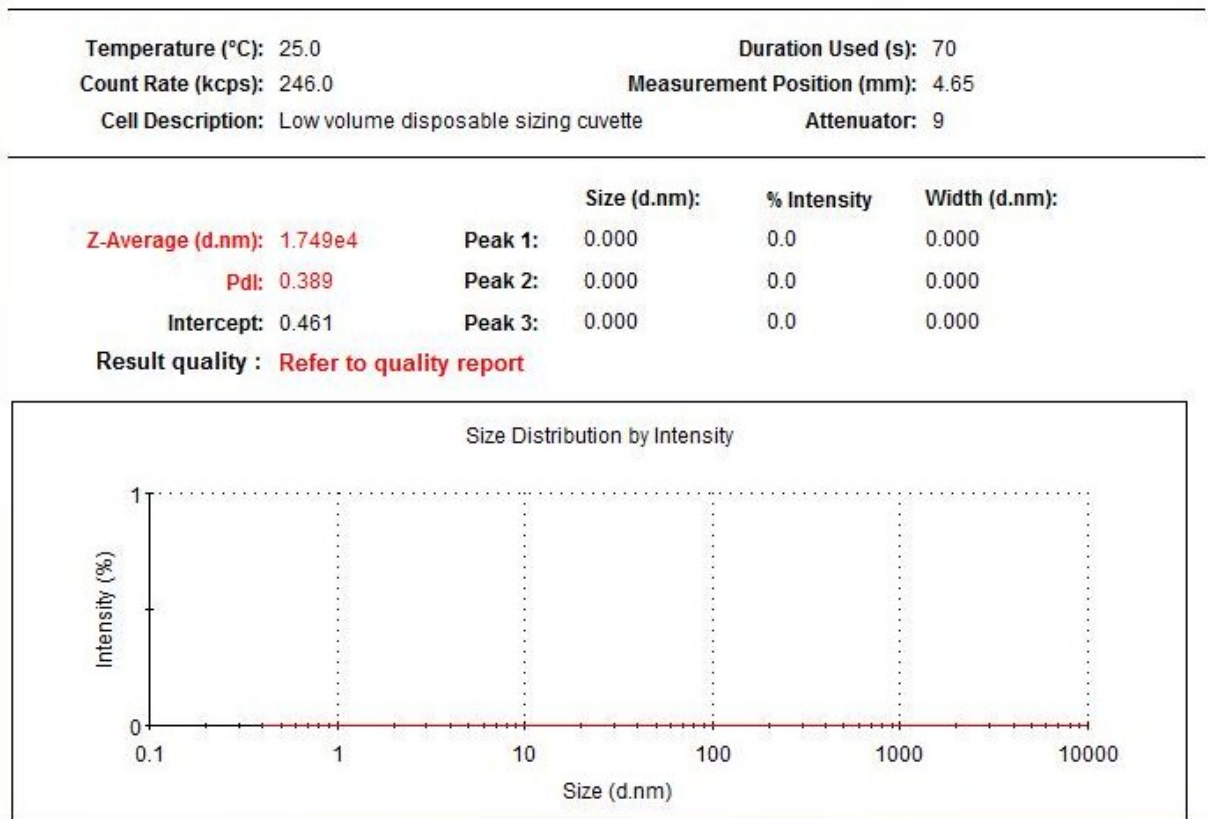 Temperature (°C): 25.0 Duration Used (s): 70
Count Rate (kcps): 246.0 Measurement Position (mm): 4.65
Cell Description: Low volume disposable sizing cuvette Attenuator: 9
Size (d.nm): % Intensity Width (d.nm):
Z-Average (d.nm): 1.749e4 Peak 1: 0.000 0.0 0.000
PdI: 0.389 Peak 2: 0.000 0.0 0.000
Intercept: 0.461 Peak 3: 0.000 0.0 0.000
Result quality : Refer to quality report
Size Distribution by Intensity
1
Intensity (%)
0
0.1 1 10 100 1000 10000
Size (d.nm)